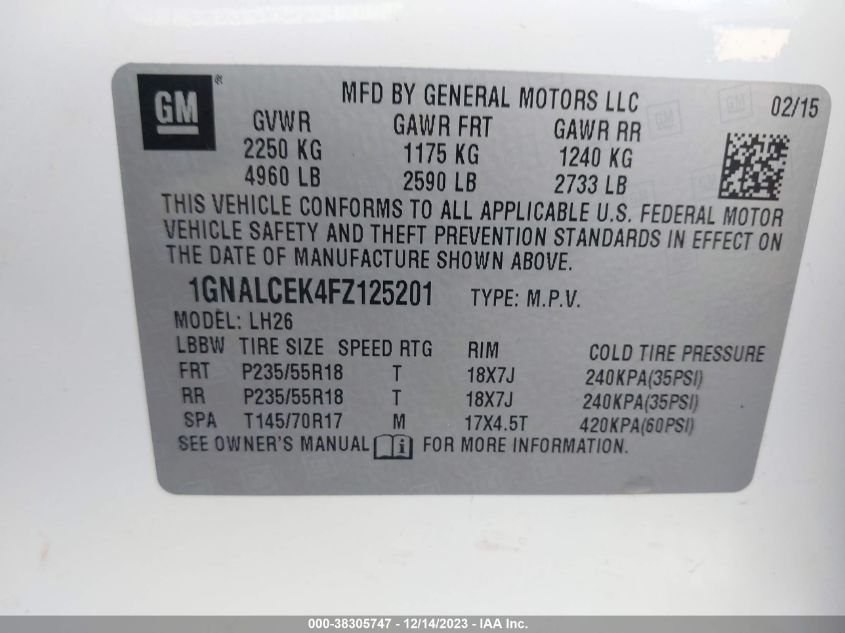 GM®
MFD BY GENERAL MOTORS LLC 02/15
GVWR GAWR FRT GAWR RR
2250 KG 1175 KG 1240 KG
4960 LB 2590 LB 2733 LB
THIS VEHICLE CONFORMS TO ALL APPLICABLE U.S. FEDERAL MOTOR
VEHICLE SAFETY AND THEFT PREVENTION STANDARDS IN EFFECT ON
THE DATE OF MANUFACTURE SHOWN ABOVE.
1GNALCEK4FZ125201 TYPE: M.P.V.
MODEL: LH26
LBBW TIRE SIZE SPEED RTG RIM COLD TIRE PRESSURE
FRT P235/55R18 T 18X7J 240KPA(35PSI)
RR P235/55R18 T 18X7J 240KPA(35PSI)
SPA T145/70R17 M 17X4.5T 420KPA(60PSI)
SEE OWNER'S MANUAL i FOR MORE INFORMATION.
000-38305747 - 12/14/2023 - IAA Inc.